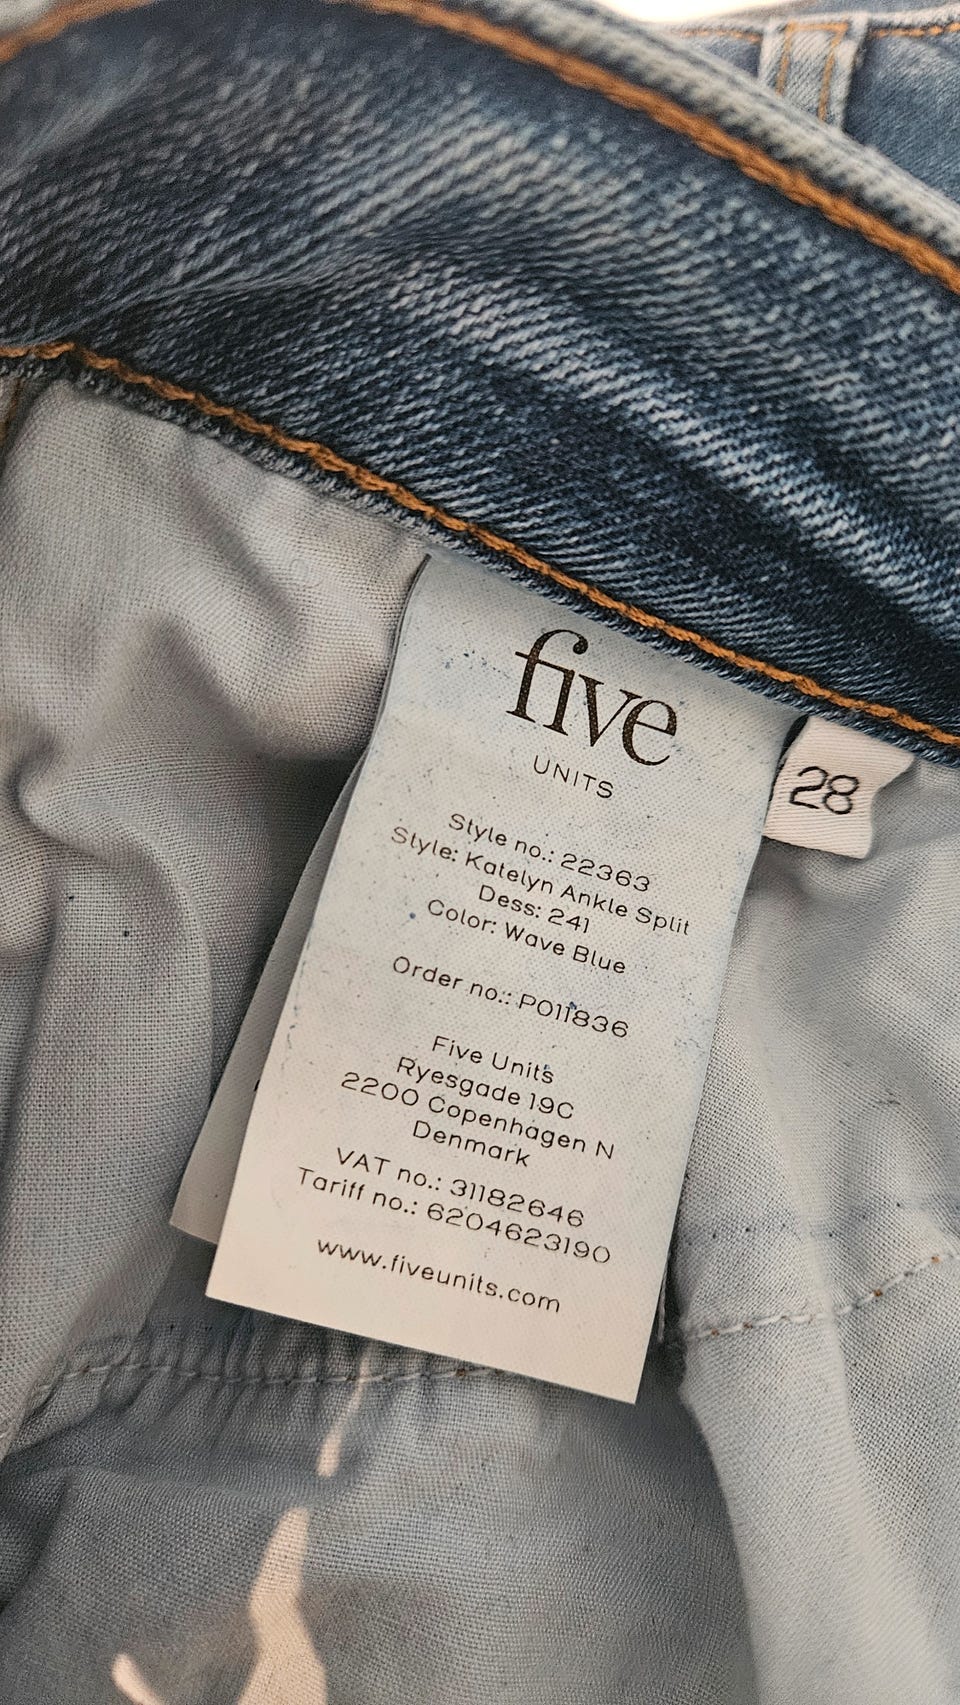 five
UNITS
28
Style no.: 22363
Style: Katelyn Ankle Split
Dess: 241
Color: Wave Blue
Order no.: PO11836
Five Units
Ryesgade 19C
2200 Copenhagen N
Denmark
VAT no.: 31182646
Tariff no.: 6204623190
www.fiveunits.com